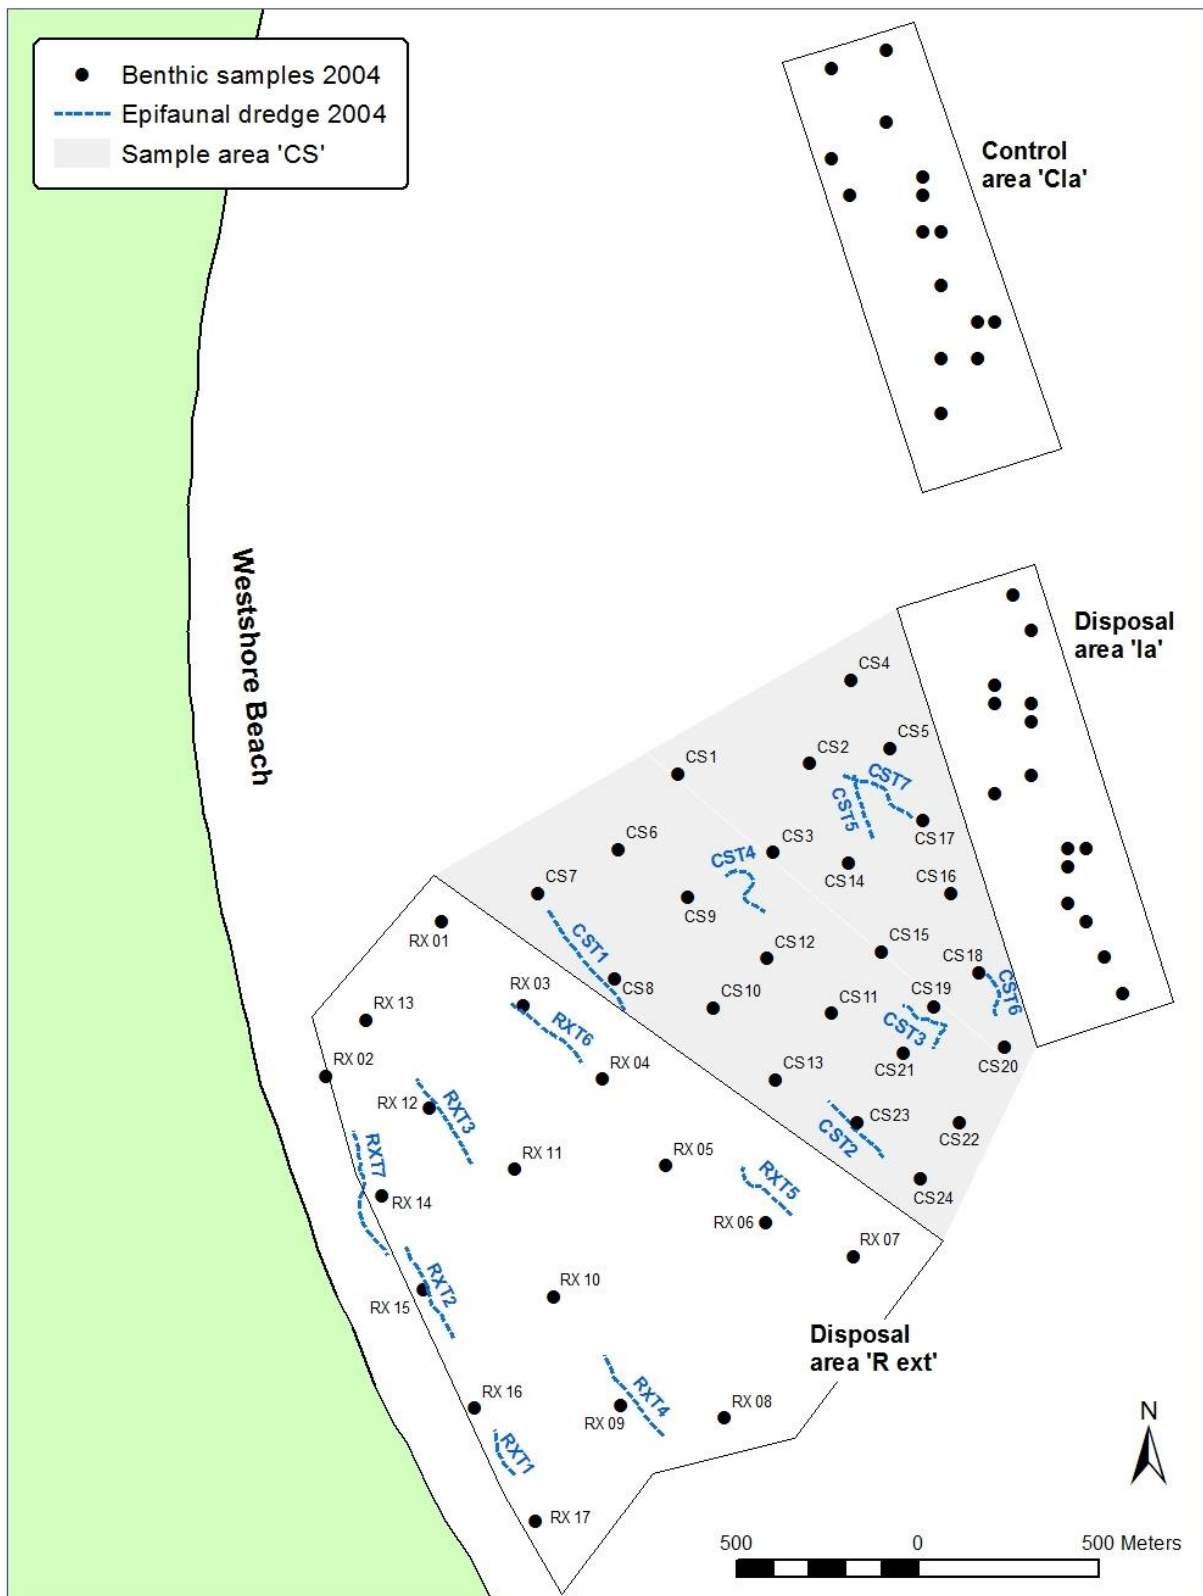 Benthic samples 2004
Epifaunal dredge 2004
Sample area 'CS'
Control
area 'CIa'
Westshore Beach
Disposal
area 'Ia'
CS4
CS5
CS2
CS1
CST7
CST5
CS17
CS6
CS3
CST4
CS14
CS16
CS7
CS9
RX 01
CST1
CS12
CS15
CS18
RX 03
CS8
CS10
CS11
CS19
CST6
RX 13
RXT6
CST3
RX 02
RX 04
CS13
CS21
CS20
RX 12
RXT3
CST2
CS23
CS22
RXT7
RX 11
RX 05
RXT5
CS24
RX 14
RX 06
RX 07
RXT2
RX 10
RX 15
Disposal
area 'R ext'
RX 16
RXT4
RX 09
RX 08
RXT1
RX 17
N
500 0 500 Meters